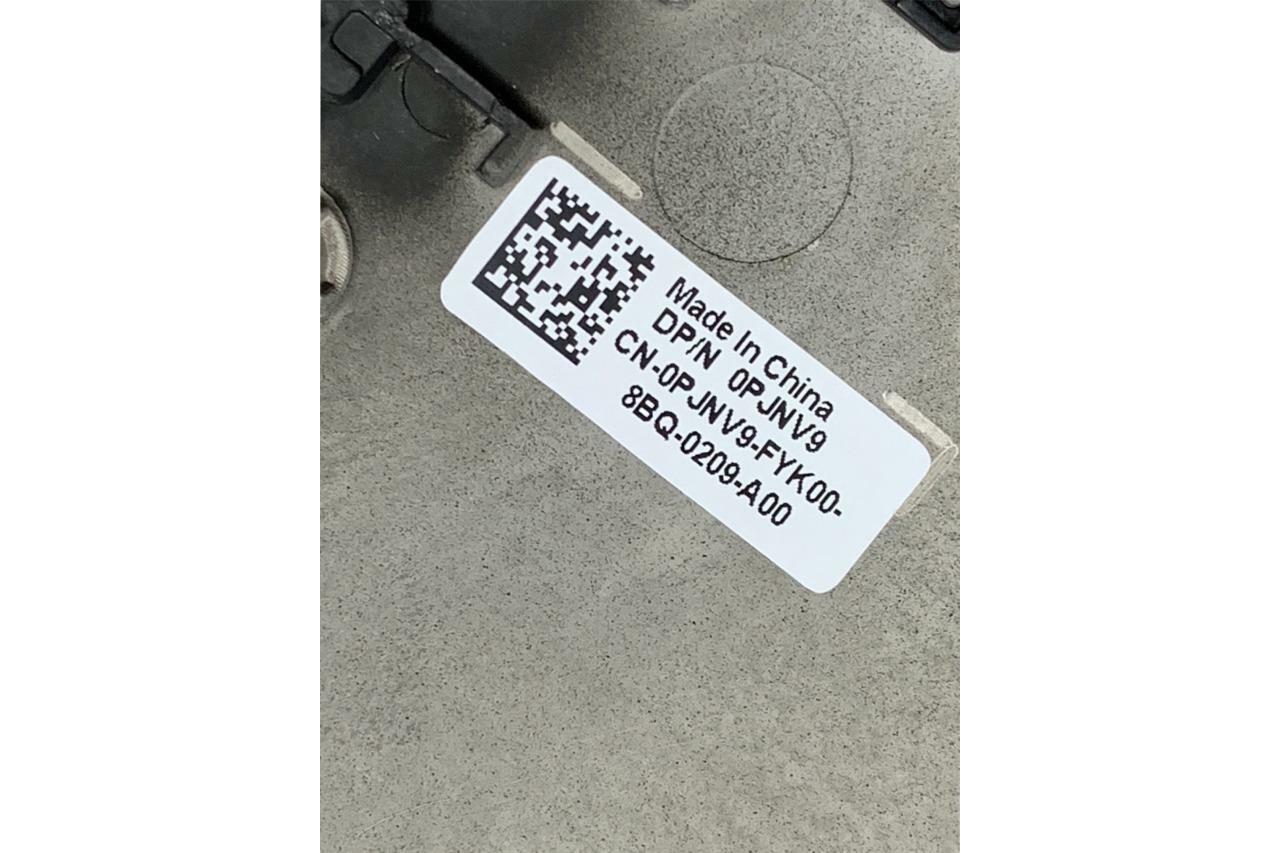 Made In China
DP/N 0PJNV9
CN-0PJNV9-FYK00-
8BQ-0209-A00